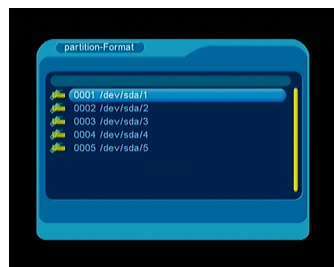 partition-Format
0001 /dev/sda/1
0002 /dev/sda/2
0003 /dev/sda/3
0004 /dev/sda/4
0005 /dev/sda/5